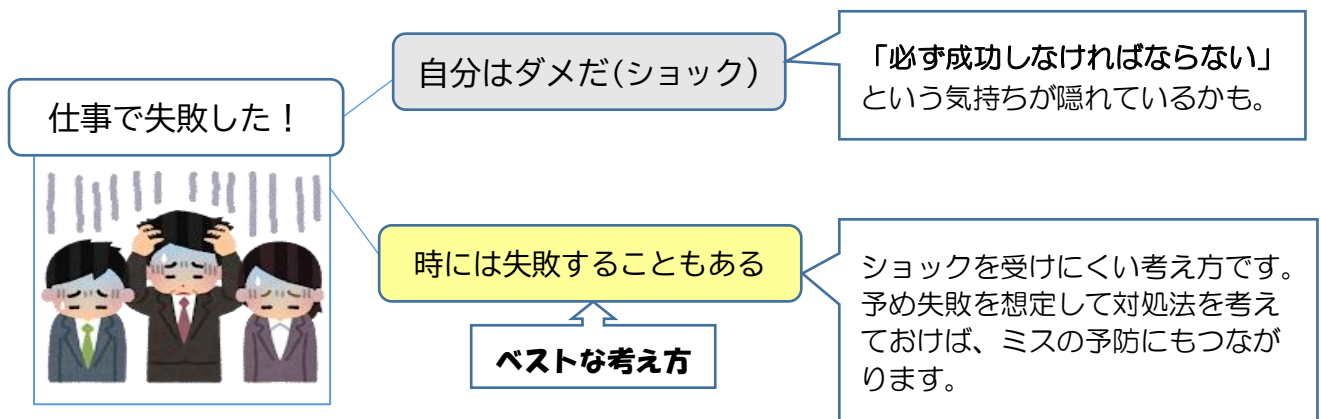 仕事で失敗した!
自分はダメだ(ショック)
「必ず成功しなければならない」
という気持ちが隠れているかも。
時には失敗することもある
ベストな考え方
ショックを受けにくい考え方です。
予め失敗を想定して対処法を考え
ておけば、ミスの予防にもつなが
ります。